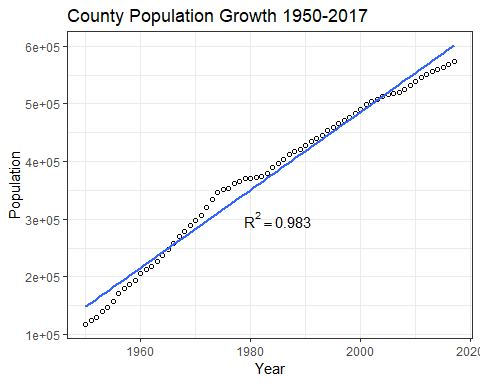 County Population Growth 1950-2017
6e+05
5e+05
4e+05
3e+05
2e+05
1e+05
Population
R² = 0.983
1960
1980
2000
2020
Year